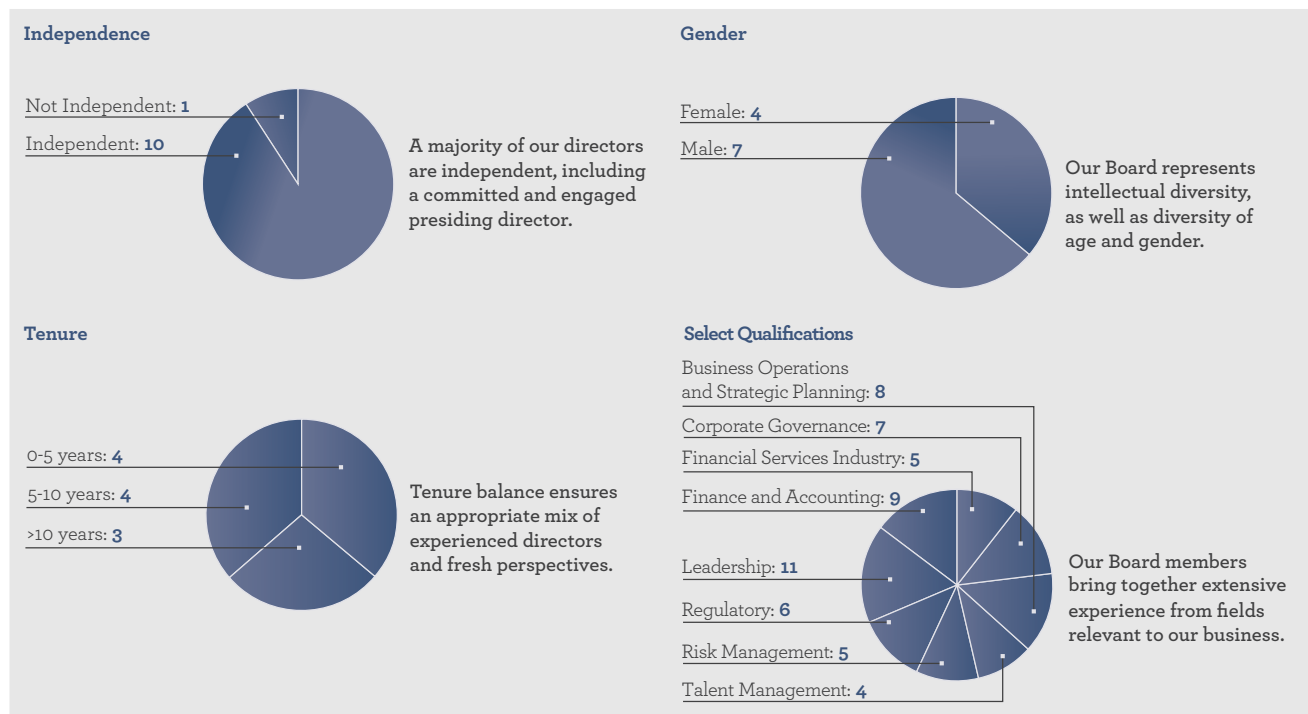 Independence
Not Independent: 1
Independent: 10
A majority of our directors
are independent, including
a committed and engaged
presiding director.
Gender
Female: 4
Male: 7
Our Board represents
intellectual diversity,
as well as diversity of
age and gender.
Tenure
0-5 years: 4
5-10 years: 4
>10 years: 3
Tenure balance ensures
an appropriate mix of
experienced directors
and fresh perspectives.
Select Qualifications
Business Operations
and Strategic Planning: 8
Corporate Governance: 7
Financial Services Industry: 5
Finance and Accounting: 9
Leadership: 11
Regulatory: 6
Risk Management: 5
Talent Management: 4
Our Board members
bring together extensive
experience from fields
relevant to our business.